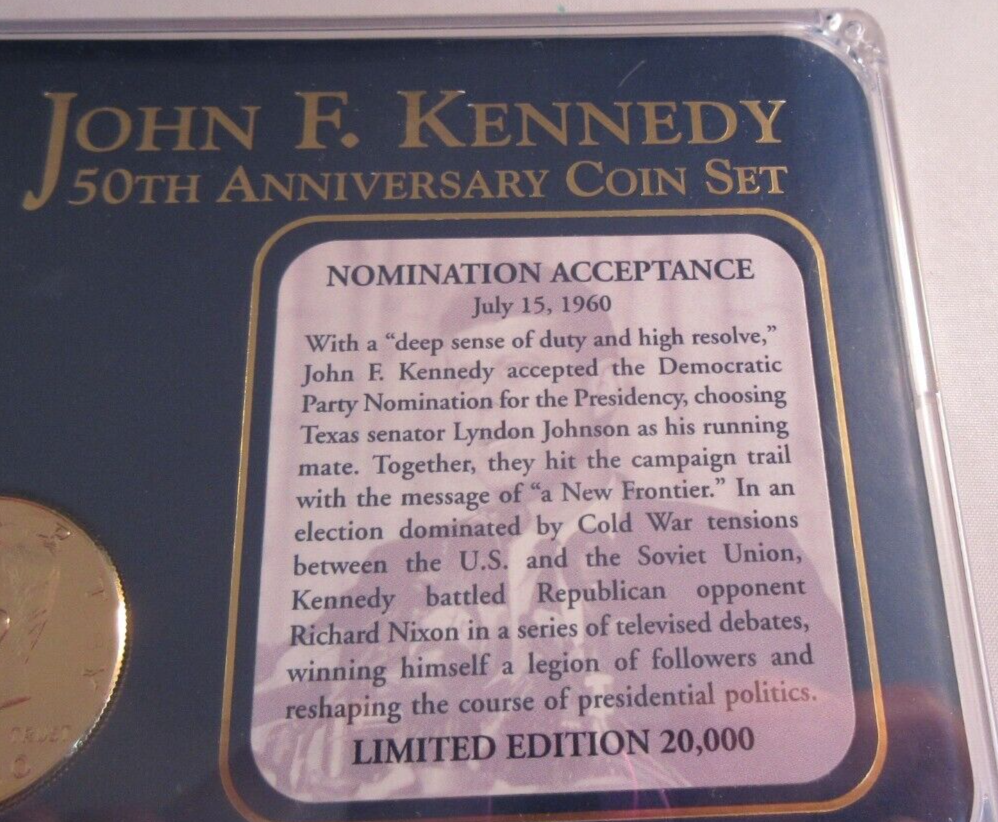 JOHN F. KENNEDY
50TH ANNIVERSARY COIN SET
NOMINATION ACCEPTANCE
July 15, 1960
With a “deep sense of duty and high resolve,”
John F. Kennedy accepted the Democratic
Party Nomination for the Presidency, choosing
Texas senator Lyndon Johnson as his running
mate. Together, they hit the campaign trail
with the message of “a New Frontier.” In an
election dominated by Cold War tensions
between the U.S. and the Soviet Union,
Kennedy battled Republican opponent
Richard Nixon in a series of televised debates,
winning himself a legion of followers and
reshaping the course of presidential politics.
LIMITED EDITION 20,000